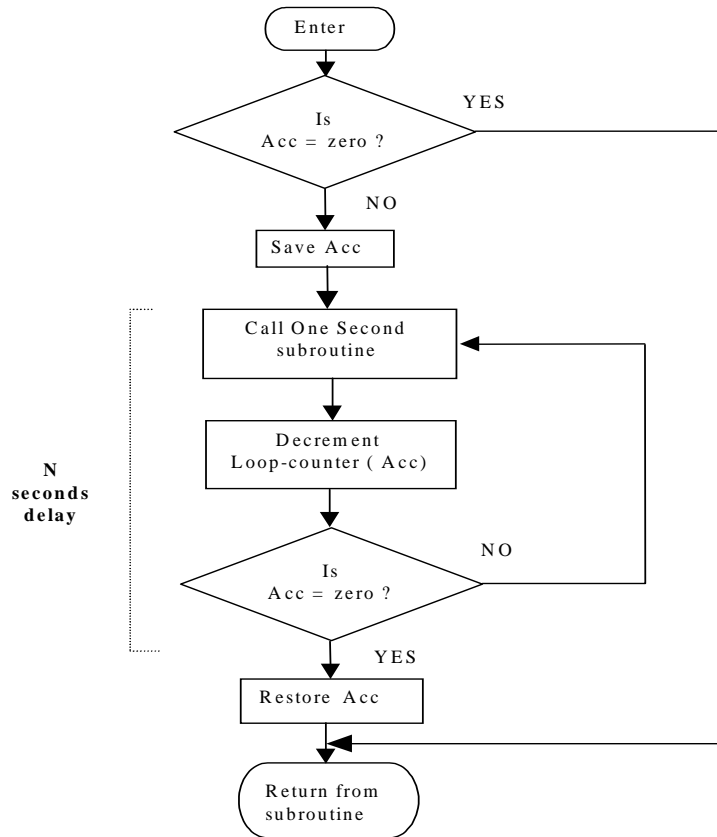 Enter
YES
Is
Acc = zero ?
NO
Save Acc
Call One Second
subroutine
Decrement
Loop-counter ( Acc)
N
seconds
delay
NO
Is
Acc = zero ?
YES
Restore Acc
Return from
subroutine